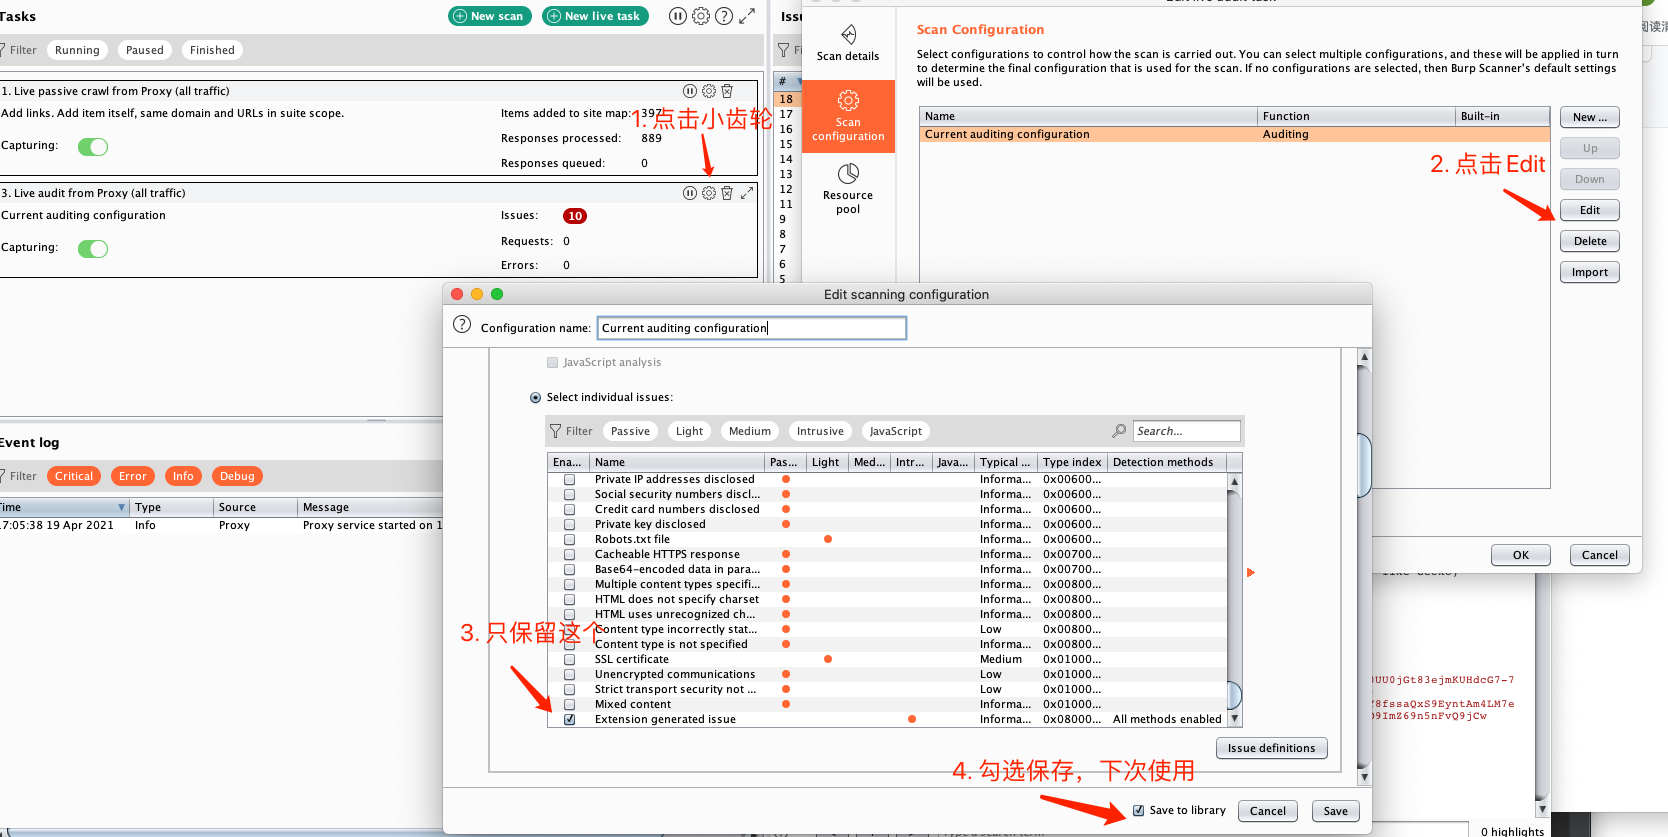 Tasks
New scan
New live task
Filter
Running
Paused
Finished
1. Live passive crawl from Proxy (all traffic)
Add links. Add item itself, same domain and URLs in suite scope.
Items added to site map:
397
1. 点击小齿轮
Capturing:
Responses processed:
889
Responses queued:
0
3. Live audit from Proxy (all traffic)
Current auditing configuration
Issues:
10
Capturing:
Requests:
0
Errors:
0
Event log
Filter
Critical
Error
Info
Debug
Time
Type
Source
Message
17:05:38 19 Apr 2021
Info
Proxy
Proxy service started on 1
#
18
17
16
15
14
13
12
11
9
8
7
6
5
Scan details
Scan
configuration
Resource
pool
Scan Configuration
Select configurations to control how the scan is carried out. You can select multiple configurations, and these will be applied in turn
to determine the final configuration that is used for the scan. If no configurations are selected, then Burp Scanner's default settings
will be used.
Name
Function
Built-in
Current auditing configuration
Auditing
New ...
Up
Down
Edit
Delete
Import
2. 点击Edit
OK
Cancel
Edit scanning configuration
Configuration name:
Current auditing configuration
JavaScript analysis
Select individual issues:
Filter
Passive
Light
Medium
Intrusive
JavaScript
Search...
Ena...
Name
Pas...
Light
Med...
Intr...
Java...
Typical ...
Type index
Detection methods
Private IP addresses disclosed
Informa...
0x00600...
Social security numbers discl...
Informa...
0x00600...
Credit card numbers disclosed
Informa...
0x00600...
Private key disclosed
Informa...
0x00600...
Robots.txt file
Informa...
0x00600...
Cacheable HTTPS response
Informa...
0x00700...
Base64-encoded data in para...
Informa...
0x00700...
Multiple content types specifi...
Informa...
0x00800...
HTML does not specify charset
Informa...
0x00800...
HTML uses unrecognized ch...
Informa...
0x00800...
Content type incorrectly stat...
Low
0x00800...
Content type is not specified
Informa...
0x00800...
SSL certificate
Medium
0x01000...
Unencrypted communications
Low
0x01000...
Strict transport security not ...
Low
0x01000...
Mixed content
Informa...
0x01000...
Extension generated issue
Informa...
0x08000...
All methods enabled
3. 只保留这个
Issue definitions
4. 勾选保存，下次使用
Save to library
Cancel
Save
0UU0jGt83ejmKUHdcG7-7
Z8fssaQxS9EyntAm4LM7e
D9ImZ69n5nFvQ9jCw
0 highlights